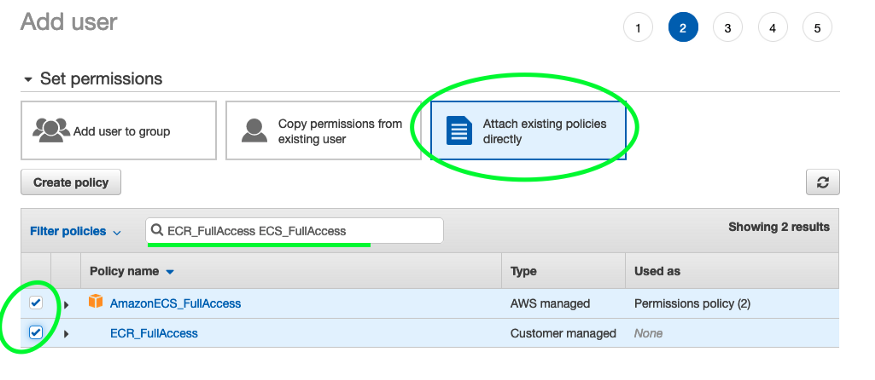 Add user
1 2 3 4 5
Set permissions
Add user to group
Copy permissions from
existing user
Attach existing policies
directly
Create policy
Filter policies
ECR_FullAccess ECS_FullAccess
Showing 2 results
Policy name Type Used as
AmazonECS_FullAccess AWS managed Permissions policy (2)
ECR_FullAccess Customer managed None